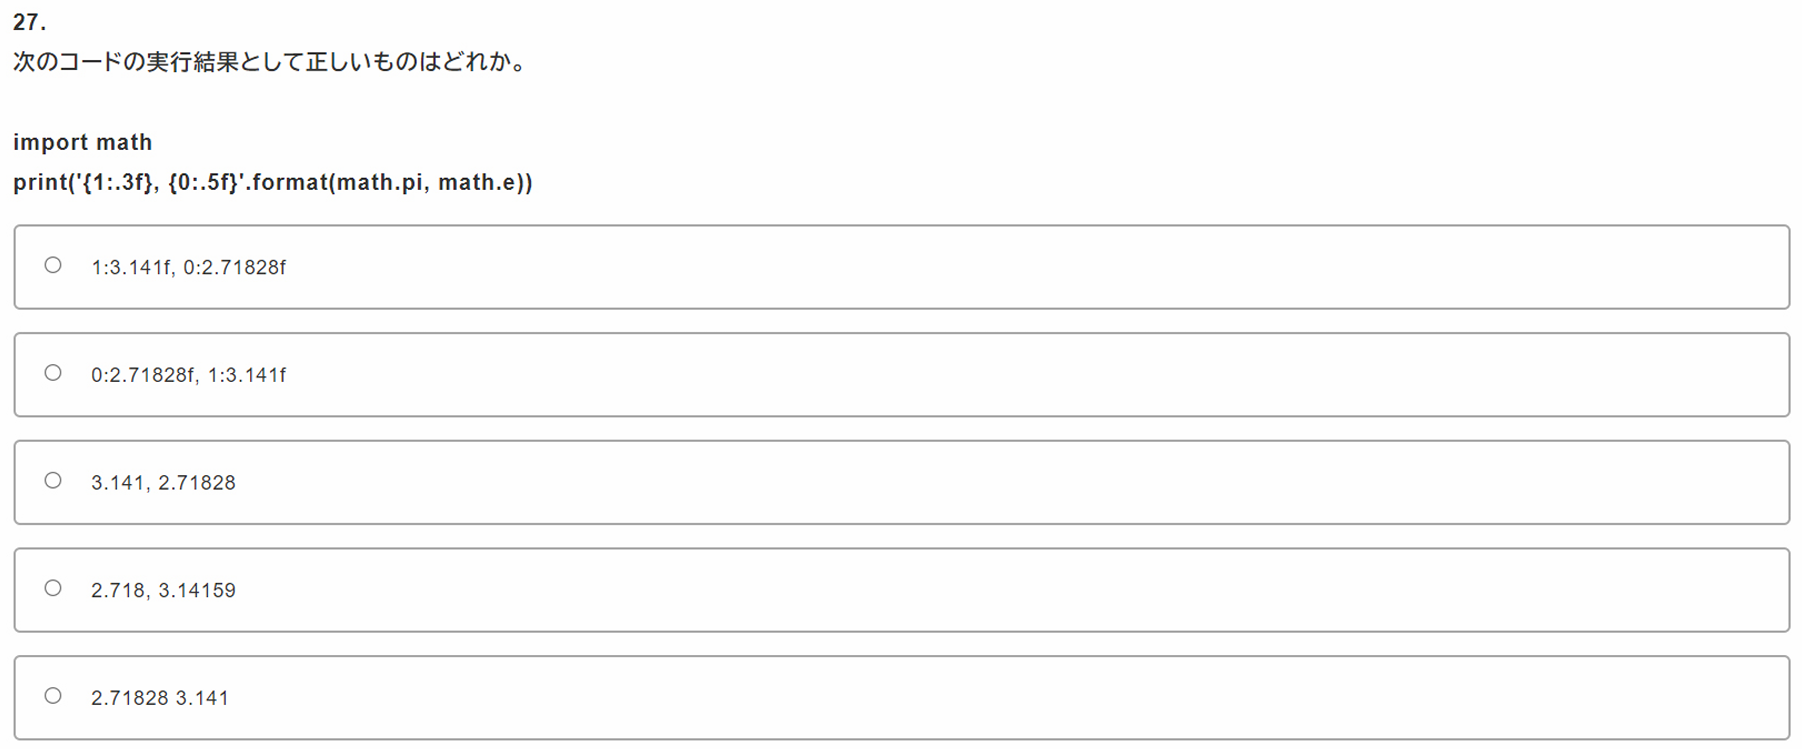 27.
次のコードの実行結果として正しいものはどれか。
import math
print('{1:.3f}, {0:.5f}'.format(math.pi, math.e))
1:3.141f, 0:2.71828f
0:2.71828f, 1:3.141f
3.141, 2.71828
2.718, 3.14159
2.71828 3.141